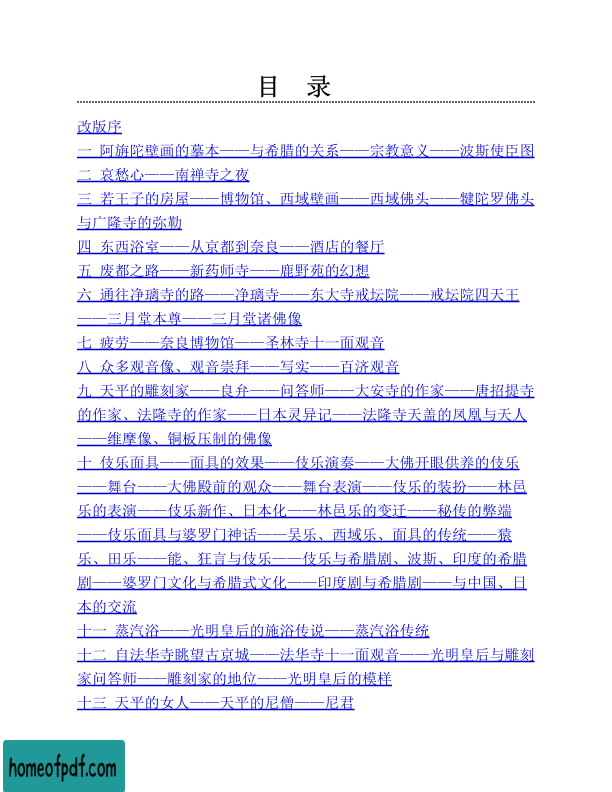 目 录
改版序
一 阿旃陀壁画的摹本——与希腊的关系——宗教意义——波斯使臣图
二 哀愁心——南禅寺之夜
三 若王子的房屋——博物馆、西域壁画——西域佛头——犍陀罗佛头
与广隆寺的弥勒
四 东西浴室——从京都到奈良——酒店的餐厅
五 废都之路——新药师寺——鹿野苑的幻想
六 通往净璃寺的路——净璃寺——东大寺戒坛院——戒坛院四天王
——三月堂本尊——三月堂诸佛像
七 疲劳——奈良博物馆——圣林寺十一面观音
八 众多观音像、观音崇拜——写实——百济观音
九 天平的雕刻家——良弁——问答师——大安寺的作家——唐招提寺
的作家、法隆寺的作家——日本灵异记——法隆寺天盖的凤凰与天人
——维摩像、铜板压制的佛像
十 伎乐面具——面具的效果——伎乐演奏——大佛开眼供养的伎乐
——舞台——大佛殿前的观众——舞台表演——伎乐的装扮——林邑
乐的表演——伎乐新作、日本化——林邑乐的变迁——秘传的弊端
——伎乐面具与婆罗门神话——吴乐、西域乐、面具的传统——猿
乐、田乐——能、狂言与伎乐——伎乐与希腊剧、波斯、印度的希腊
剧——婆罗门文化与希腊式文化——印度剧与希腊剧——与中国、日
本的交流
十一 蒸汽浴——光明皇后的施浴传说——蒸汽浴传统
十二 自法华寺眺望古京城——法华寺十一面观音——光明皇后与雕刻
家问答师——雕刻家的地位——光明皇后的模样
十三 天平的女人——天平的尼僧——尼君
homeofpdf.com